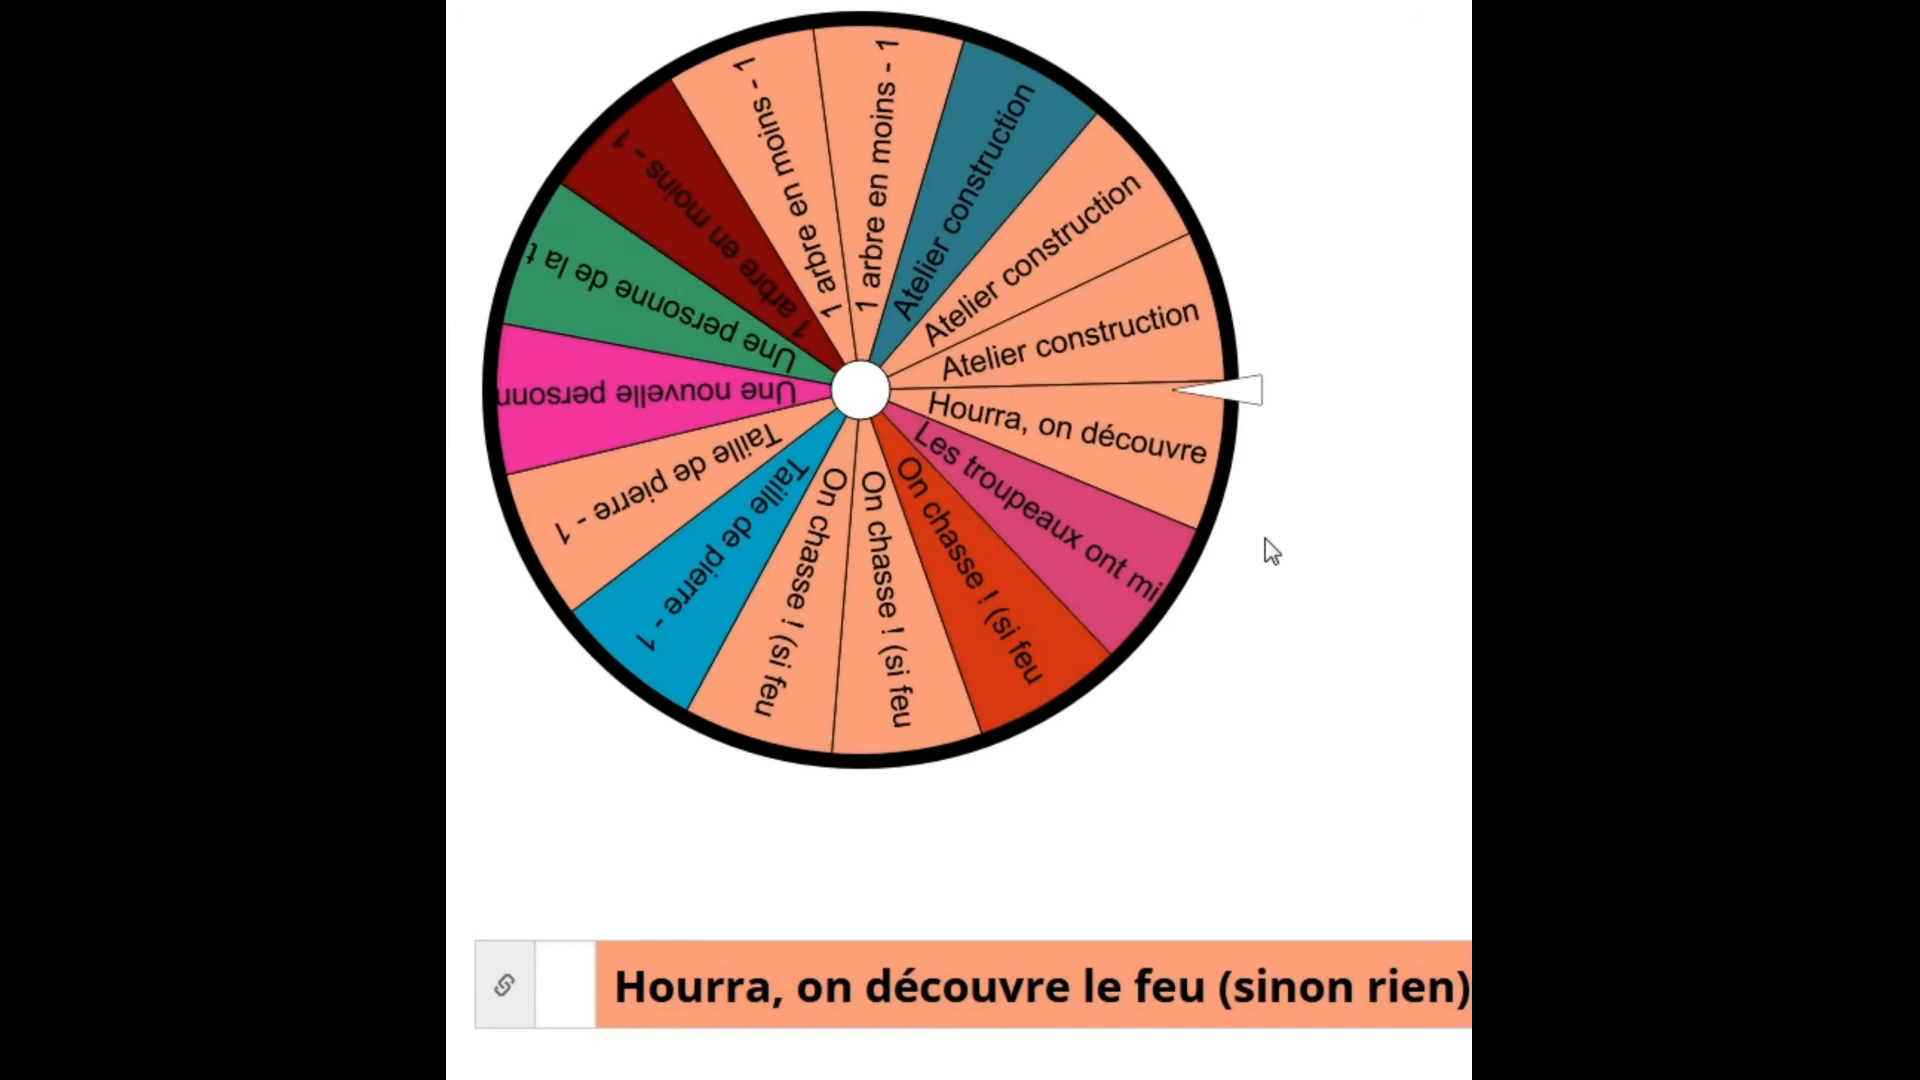 1 arbre en moins - 1
Atelier construction
Atelier construction
Atelier construction
Hourra, on découvre
Les troupeaux ont mi
On chasse ! (si feu
On chasse ! (si feu
On chasse ! (si feu
Taille de pierre - 1
Taille de pierre - 1
Une nouvelle personn
Une personne de la t
1 arbre en moins - 1
1 arbre en moins - 1
Hourra, on découvre le feu (sinon rien)